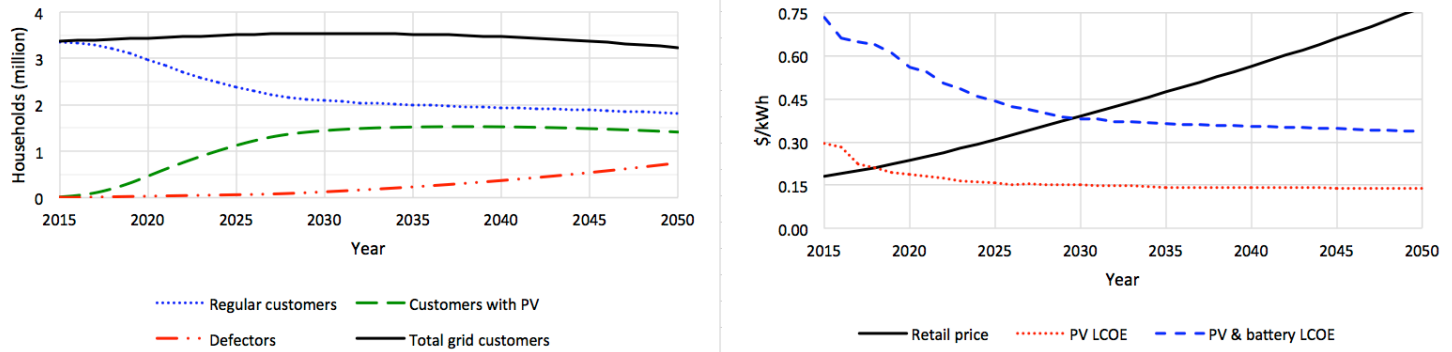 Households (million)
4
3
2
1
0
2015 2020 2025 2030 2035 2040 2045 2050
Year
Regular customers
Customers with PV
Defectors
Total grid customers
$/kWh
0.75
0.60
0.45
0.30
0.15
0.00
2015 2020 2025 2030 2035 2040 2045 2050
Year
Retail price PV LCOE PV & battery LCOE